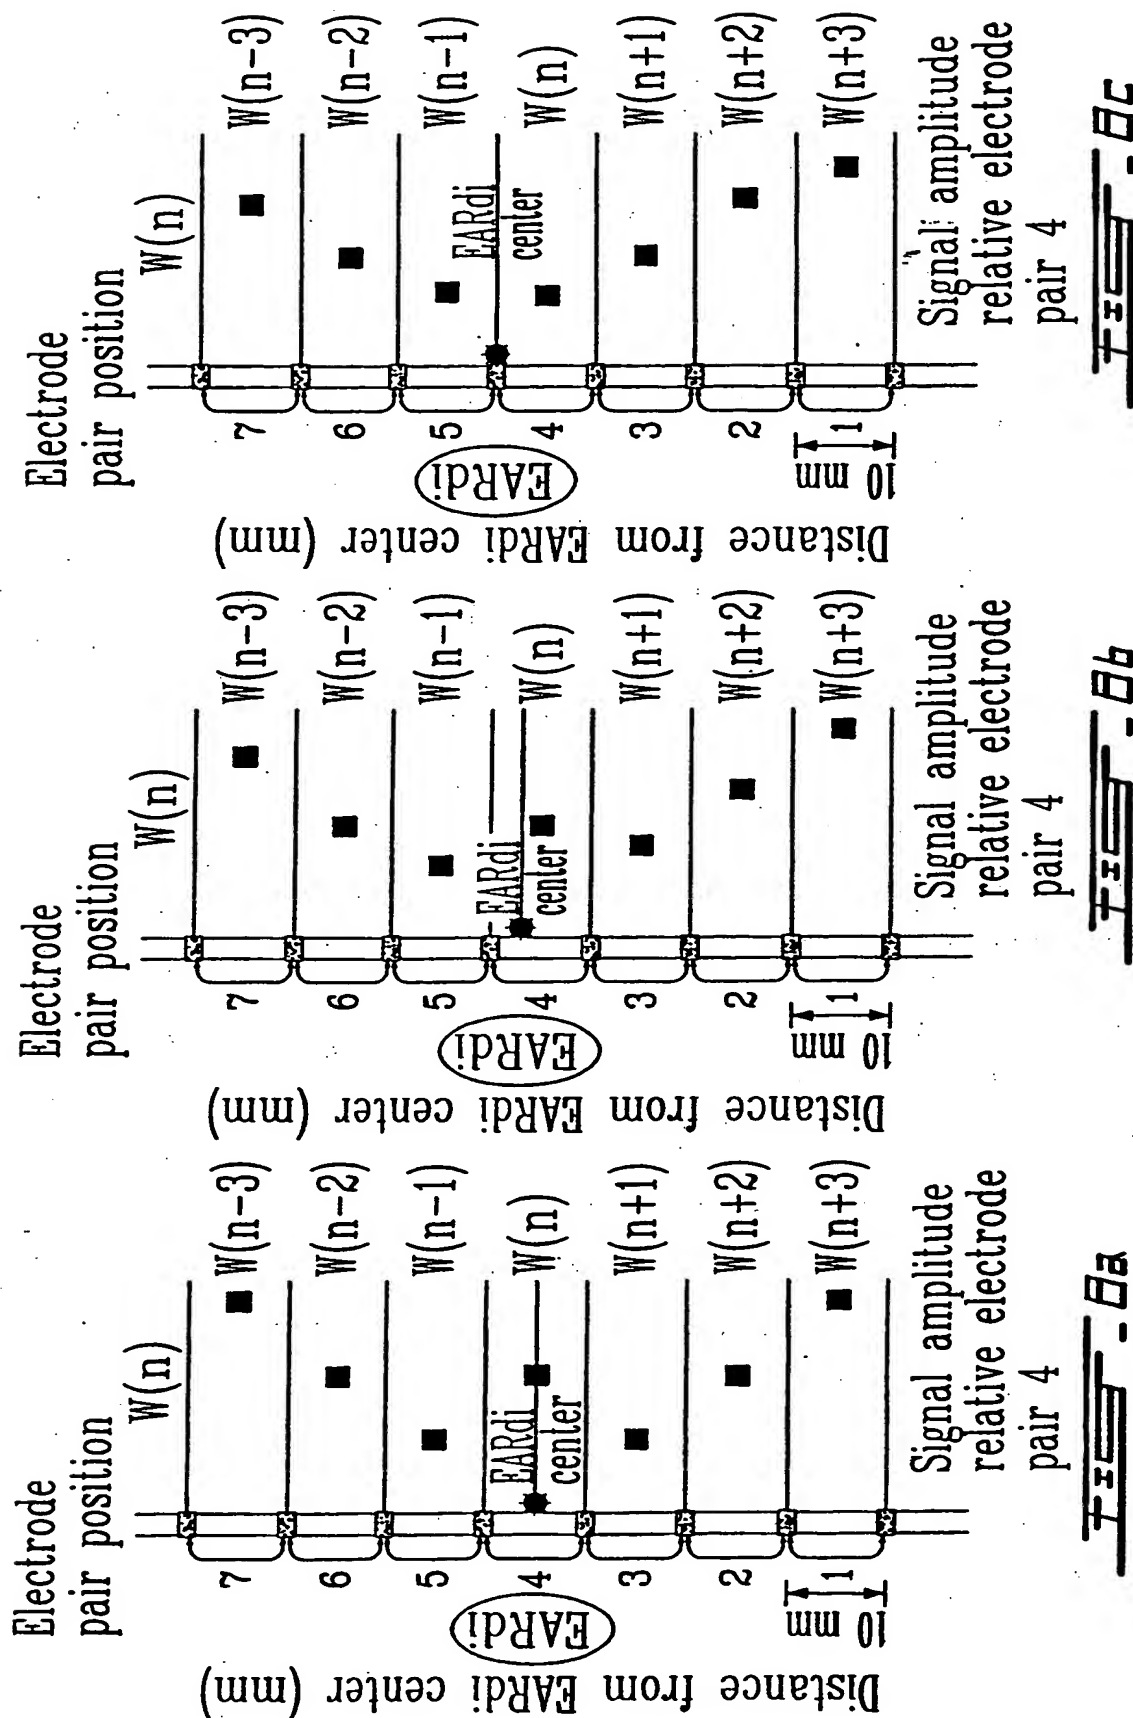 Electrode
pair position
W(n)
7
6
5
4
3
2
1
10 mm
EARdi
Distance from EARdi center (mm)
EARdi
center
W(n-3)
W(n-2)
W(n-1)
W(n)
W(n+1)
W(n+2)
W(n+3)
Signal amplitude
relative electrode
pair 4
FIG-8a
Electrode
pair position
W(n)
7
6
5
4
3
2
1
10 mm
EARdi
Distance from EARdi center (mm)
EARdi
center
W(n-3)
W(n-2)
W(n-1)
W(n)
W(n+1)
W(n+2)
W(n+3)
Signal amplitude
relative electrode
pair 4
FIG-8b
Electrode
pair position
W(n)
7
6
5
4
3
2
1
10 mm
EARdi
Distance from EARdi center (mm)
EARdi
center
W(n-3)
W(n-2)
W(n-1)
W(n)
W(n+1)
W(n+2)
W(n+3)
Signal amplitude
relative electrode
pair 4
FIG-8c